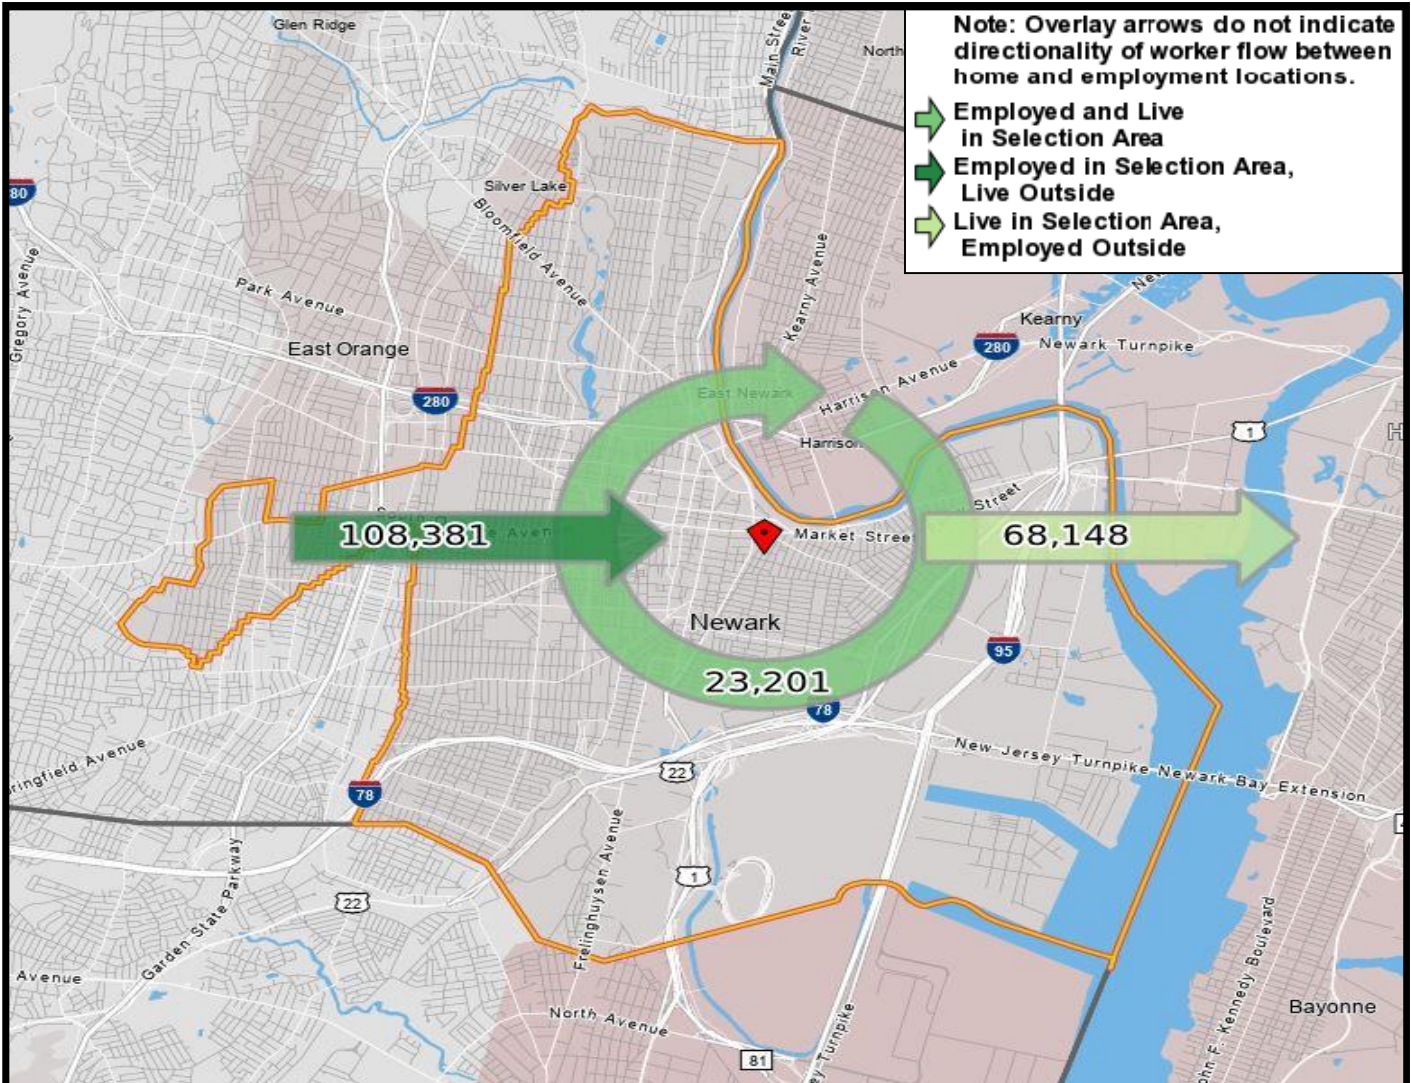 Glen Ridge
Main Stree
River
North
Note: Overlay arrows do not indicate
directionality of worker flow between
home and employment locations.
Employed and Live
in Selection Area
Employed in Selection Area,
Live Outside
Live in Selection Area,
Employed Outside
80
Silver Lake
Bloomfield Avenue
Gregory Avenue
Park Avenue
Kearny Avenue
Kearny
Ne
East Orange
280
Newark Turnpike
280
East Newark
Harrison Avenue
Harrison
1
H
Street
108,381
Market Street
68,148
Newark
95
23,201
78
ringfield Avenue
New Jersey Turnpike Newark Bay Extension
22
78
Frelinghuysen Avenue
Garden State Parkway
1
22
Avenue
John F. Kennedy Boulevard
Bayonne
North Avenue
ey Turnpike
81